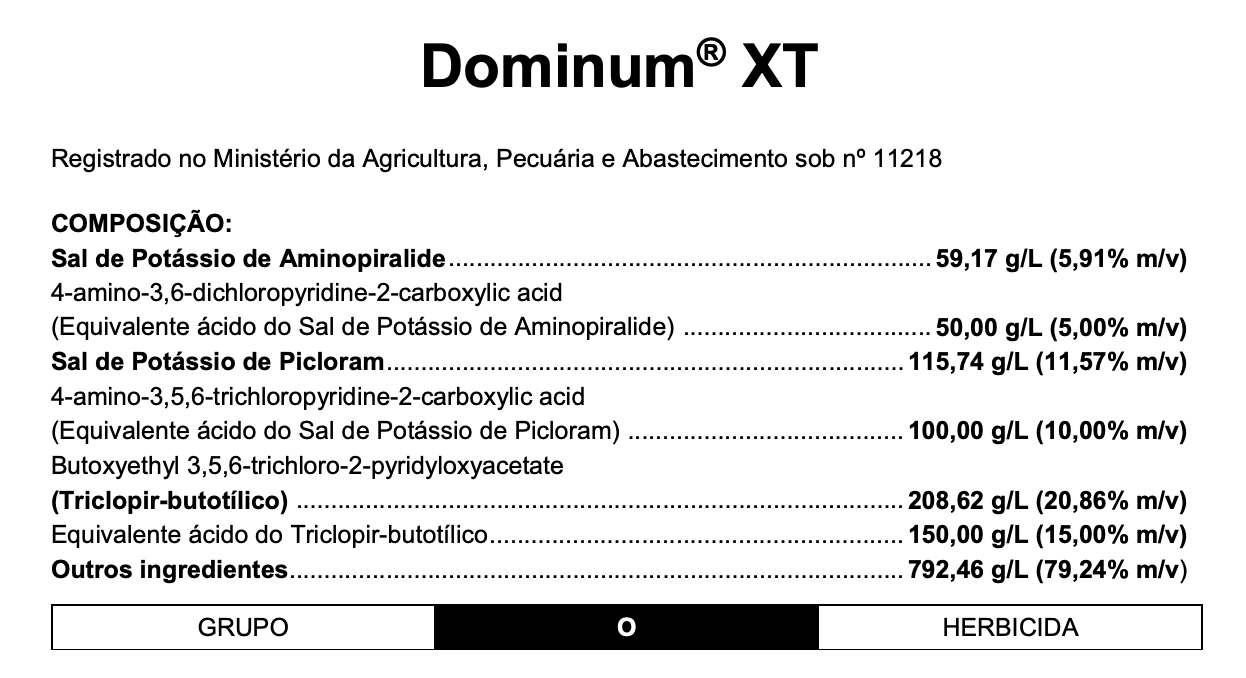 Dominum® XT
Registrado no Ministério da Agricultura, Pecuária e Abastecimento sob nº 11218
COMPOSIÇÃO:
Sal de Potássio de Aminopiralide.......................................................................59,17 g/L (5,91% m/v)
4-amino-3,6-dichloropyridine-2-carboxylic acid
(Equivalente ácido do Sal de Potássio de Aminopiralide) .................................... 50,00 g/L (5,00% m/v)
Sal de Potássio de Picloram...........................................................................115,74 g/L (11,57% m/v)
4-amino-3,5,6-trichloropyridine-2-carboxylic acid
(Equivalente ácido do Sal de Potássio de Picloram) ........................................ 100,00 g/L (10,00% m/v)
Butoxyethyl 3,5,6-trichloro-2-pyridyloxyacetate
(Triclopir-butotílico) ........................................................................................ 208,62 g/L (20,86% m/v)
Equivalente ácido do Triclopir-butotílico............................................................ 150,00 g/L (15,00% m/v)
Outros ingredientes......................................................................................... 792,46 g/L (79,24% m/v)
GRUPO O HERBICIDA